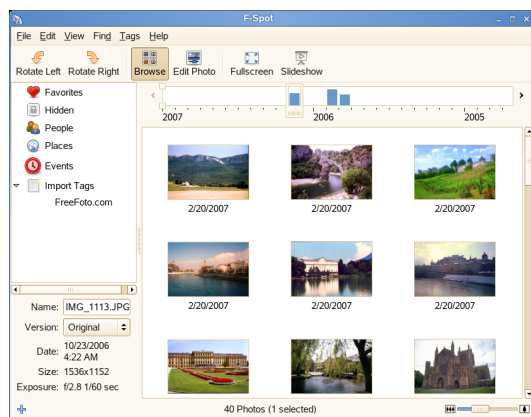 F-Spot
File Edit View Find Tags Help
Rotate Left Rotate Right Browse Edit Photo Fullscreen Slideshow
Favorites
Hidden
People
Places
Events
Import Tags
FreeFoto.com
2007 2006 2005
2/20/2007 2/20/2007 2/20/2007
2/20/2007 2/20/2007 2/20/2007
Name: IMG_1113.JPG
Version: Original
Date: 10/23/2006
4:22 AM
Size: 1536x1152
Exposure: f/2.8 1/60 sec
40 Photos (1 selected)